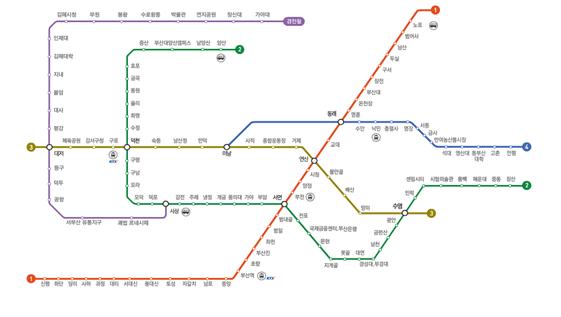 김해시청 부원 봉황 수로왕릉 박물관 연지공원 장신대 가야대 경전철
1
노포
범어사
남산
두실
구서
장전
부산대
온천장
명륜
동래
교대
인제대
김해대학
지내
불암
대사
평강
대저
등구
덕두
공항
서부산 유통지구 괘법 르네시떼
사상
증산 부산대양산캠퍼스 남양산 양산 2
호포
금곡
동원
율리
화명
수정
덕천
구명
구남
모라
모덕 덕포
3
체육공원 강서구청 구포
KTX
숙등 남산정 만덕 미남
사직 종합운동장 거제 연산
물만골
배산
망미
수영
3
수안 낙민 충렬사 명장 서동
금사
반여농산물시장
석대 영산대 동부산대학 고촌 안평 4
시청
양정
부전
서면
감전 주례 냉정 개금 동의대 가야 부암
전포
국제금융센터.부산은행
문현
지게골
못골 대연
경성대.부경대
남천
금련산
광안
민락
센텀시티 시립미술관 동백 해운대 중동 장산 2
범내골
범일
좌천
부산진
초량
부산역
KTX
1
신평 하단 당리 사하 괴정 대티 서대신 동대신 토성 자갈치 남포 중앙